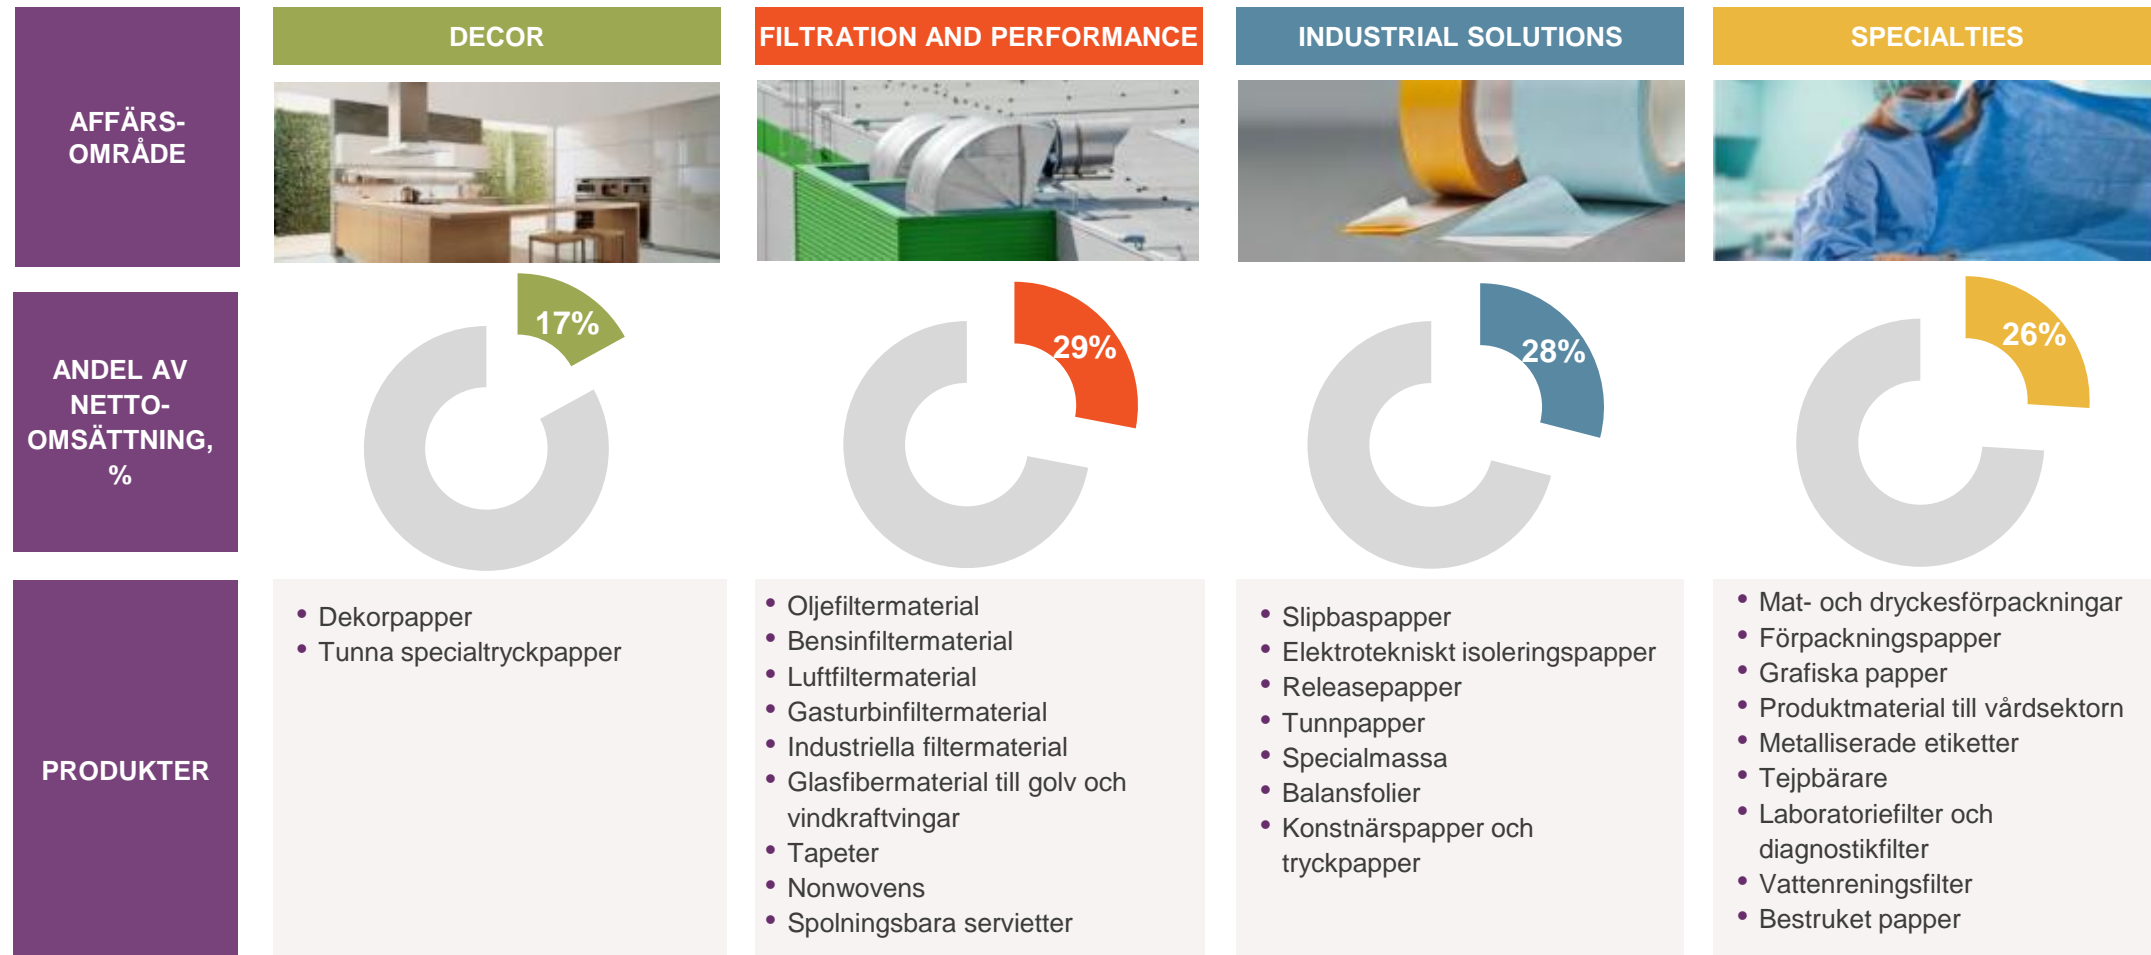 AFFÄRS-
OMRÅDE
DECOR
FILTRATION AND PERFORMANCE
INDUSTRIAL SOLUTIONS
SPECIALTIES
ANDEL AV
NETTO-
OMSÄTTNING,
%
17%
29%
28%
26%
PRODUKTER
• Dekorpapper
• Tunna specialtryckpapper
• Oljefiltermaterial
• Bensinfiltermaterial
• Luftfiltermaterial
• Gasturbinfiltermaterial
• Industriella filtermaterial
• Glasfibermaterial till golv och
vindkraftvingar
• Tapeter
• Nonwovens
• Spolningsbara servietter
• Slipbaspapper
• Elektrotekniskt isoleringspapper
• Releasepapper
• Tunnpapper
• Specialmassa
• Balansfolier
• Konstnärspapper och
tryckpapper
• Mat- och dryckesförpackningar
• Förpackningspapper
• Grafiska papper
• Produktmaterial till vårdsektorn
• Metalliserade etiketter
• Tejpbärare
• Laboratoriefilter och
diagnostikfilter
• Vattenreningsfilter
• Bestruket papper